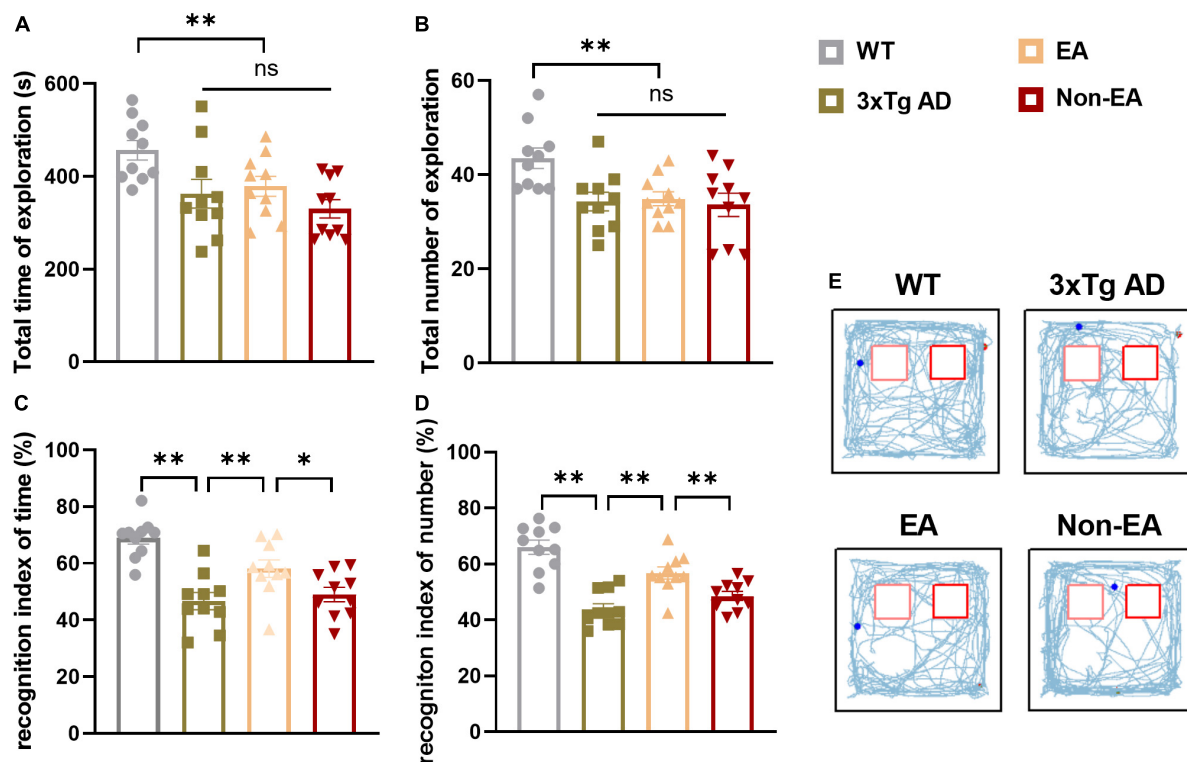 A
**
ns
Total time of exploration (s)
600
400
200
0
B
**
ns
Total number of exploration
60
40
20
0
WT
EA
3xTg AD
Non-EA
C
** ** *
recognition index of time (%)
100
80
60
40
20
0
D
** ** **
recogniton index of number (%)
100
80
60
40
20
0
E
WT 3xTg AD
EA Non-EA